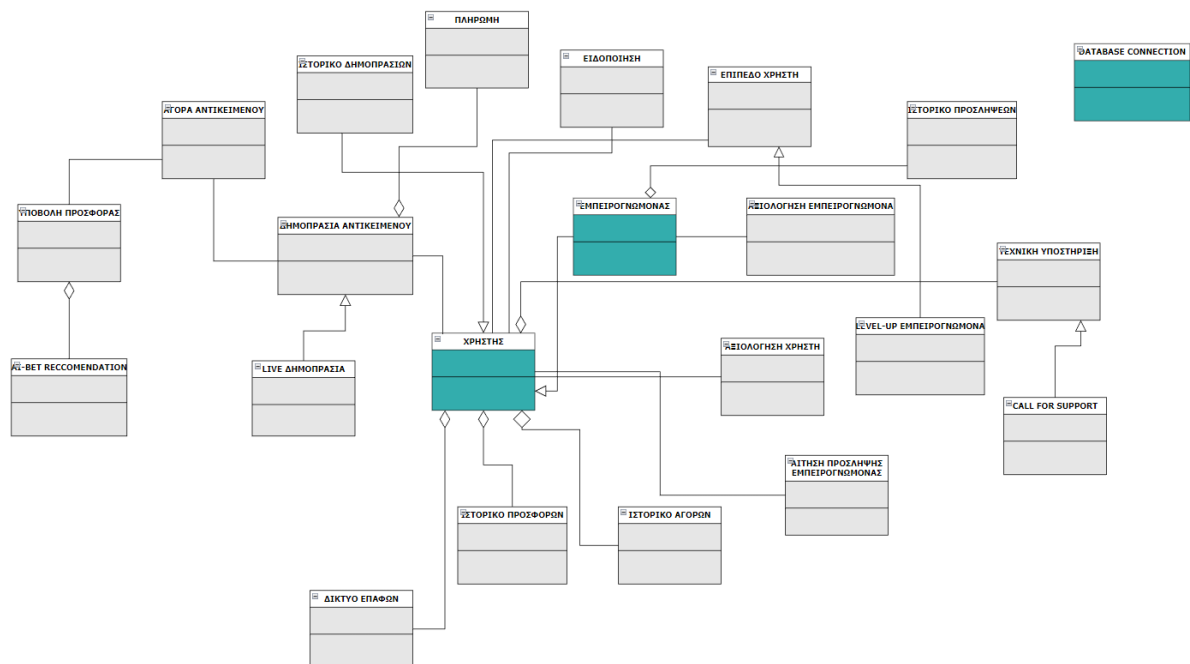 ΠΛΗΡΩΜΗ
ΙΣΤΟΡΙΚΟ ΔΗΜΟΠΡΑΣΙΩΝ
ΕΙΔΟΠΟΙΗΣΗ
ΕΠΙΠΕΔΟ ΧΡΗΣΤΗ
DATABASE CONNECTION
ΑΓΟΡΑ ΑΝΤΙΚΕΙΜΕΝΟΥ
ΙΣΤΟΡΙΚΟ ΠΡΟΣΛΗΨΕΩΝ
ΥΠΟΒΟΛΗ ΠΡΟΣΦΟΡΑΣ
ΔΗΜΟΠΡΑΣΙΑ ΑΝΤΙΚΕΙΜΕΝΟΥ
ΕΜΠΕΙΡΟΓΝΩΜΟΝΑΣ
ΑΞΙΟΛΟΓΗΣΗ ΕΜΠΕΙΡΟΓΝΩΜΟΝΑ
ΤΕΧΝΙΚΗ ΥΠΟΣΤΗΡΙΞΗ
AI-BET RECCOMENDATION
LIVE ΔΗΜΟΠΡΑΣΙΑ
ΧΡΗΣΤΗΣ
ΑΞΙΟΛΟΓΗΣΗ ΧΡΗΣΤΗ
LEVEL-UP ΕΜΠΕΙΡΟΓΝΩΜΟΝΑ
CALL FOR SUPPORT
ΑΙΤΗΣΗ ΠΡΟΣΛΗΨΗΣ
ΕΜΠΕΙΡΟΓΝΩΜΟΝΑΣ
ΙΣΤΟΡΙΚΟ ΠΡΟΣΦΟΡΩΝ
ΙΣΤΟΡΙΚΟ ΑΓΟΡΩΝ
ΔΙΚΤΥΟ ΕΠΑΦΩΝ